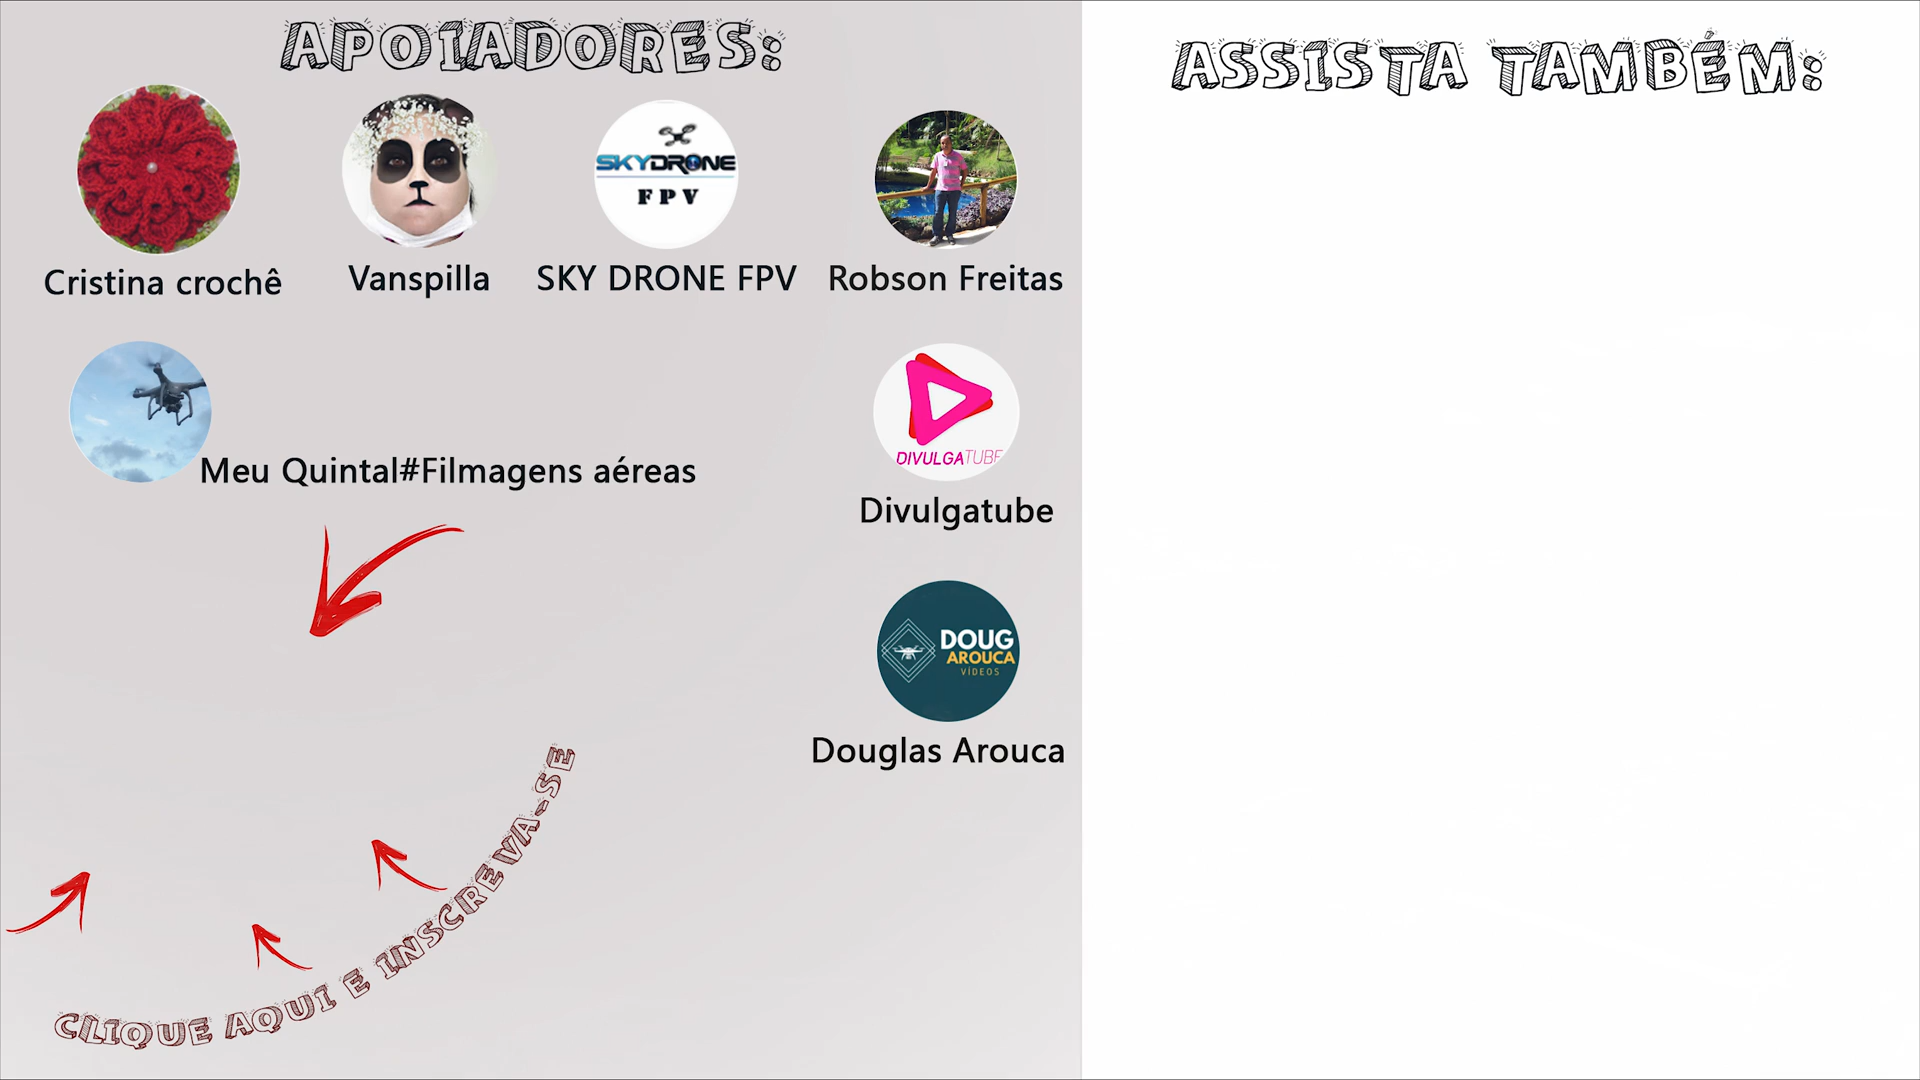 APOIADORES:
ASSISTA TAMBÉM:
SKYDRONE
FPV
Cristina crochê
Vanspilla
SKY DRONE FPV
Robson Freitas
DIVULGATUBE
Meu Quintal#Filmagens aéreas
Divulgatube
DOUG
AROUCA
VÍDEOS
Douglas Arouca
CLIQUE AQUI E INSCREVA-SE